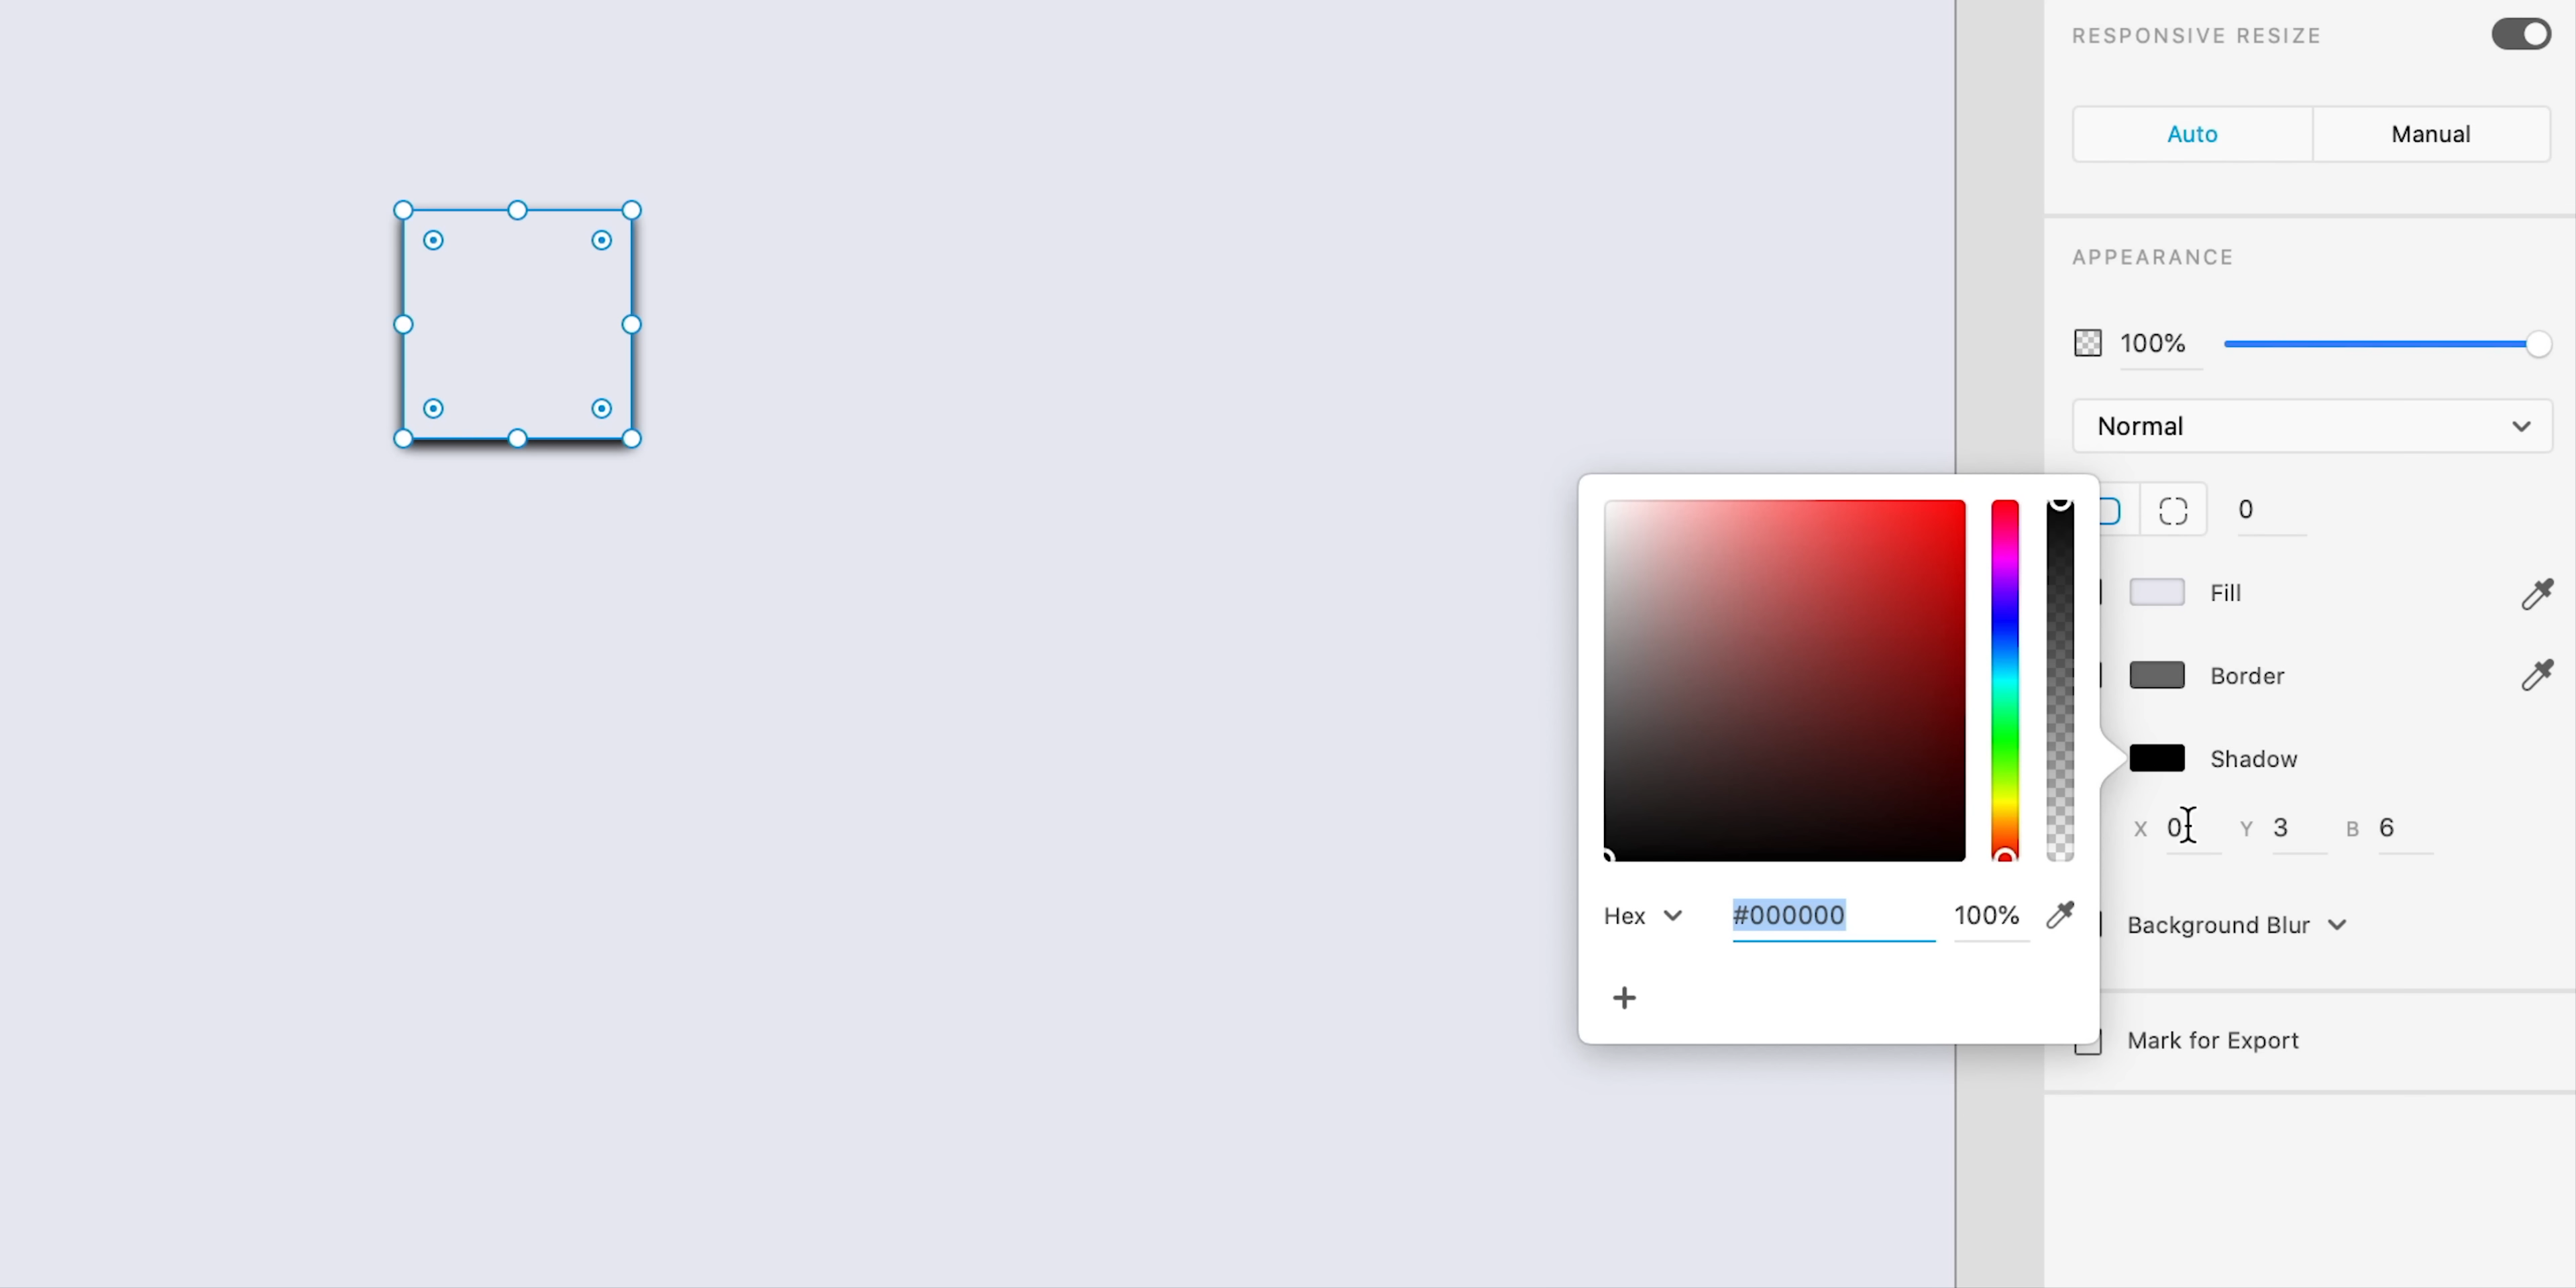 RESPONSIVE RESIZE
Auto Manual
APPEARANCE
100%
Normal
0
Fill
Border
Shadow
X 0 Y 3 B 6
Hex #000000 100%
Background Blur
+
Mark for Export